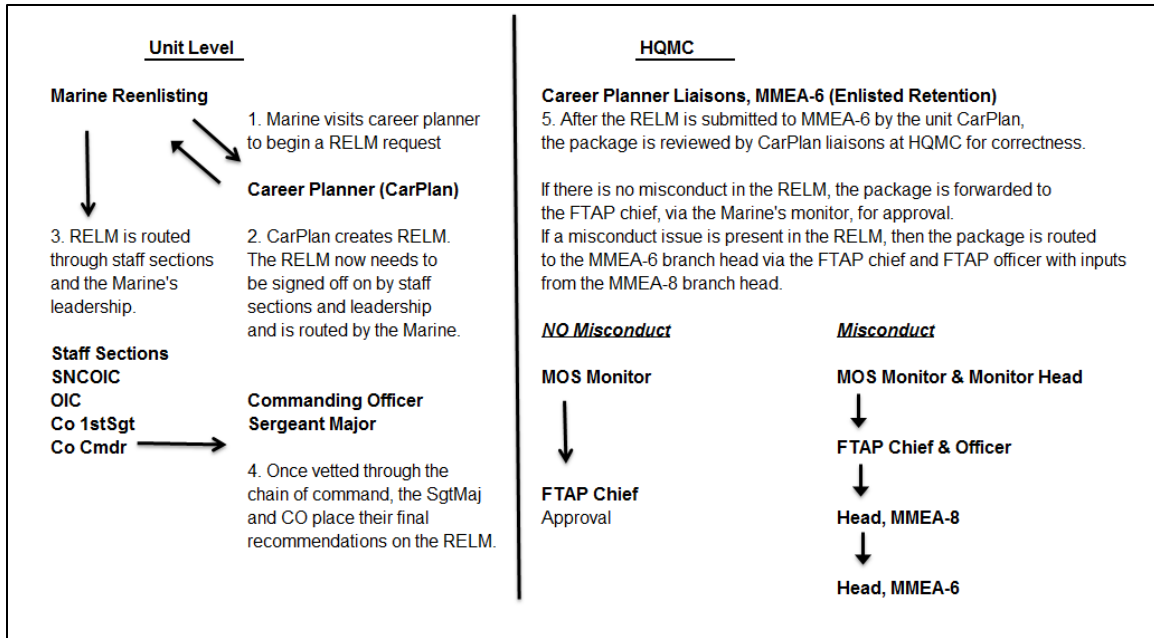 Unit Level
Marine Reenlisting
1. Marine visits career planner
to begin a RELM request
Career Planner (CarPlan)
3. RELM is routed
through staff sections
and the Marine's
leadership.
2. CarPlan creates RELM.
The RELM now needs to
be signed off on by staff
sections and leadership
and is routed by the Marine.
Staff Sections
SNCOIC
OIC
Co 1stSgt
Co Cmdr
Commanding Officer
Sergeant Major
4. Once vetted through the
chain of command, the SgtMaj
and CO place their final
recommendations on the RELM.
HQMC
Career Planner Liaisons, MMEA-6 (Enlisted Retention)
5. After the RELM is submitted to MMEA-6 by the unit CarPlan,
the package is reviewed by CarPlan liaisons at HQMC for correctness.
If there is no misconduct in the RELM, the package is forwarded to
the FTAP chief, via the Marine's monitor, for approval.
If a misconduct issue is present in the RELM, then the package is routed
to the MMEA-6 branch head via the FTAP chief and FTAP officer with inputs
from the MMEA-8 branch head.
NO Misconduct
MOS Monitor
FTAP Chief
Approval
Misconduct
MOS Monitor & Monitor Head
FTAP Chief & Officer
Head, MMEA-8
Head, MMEA-6